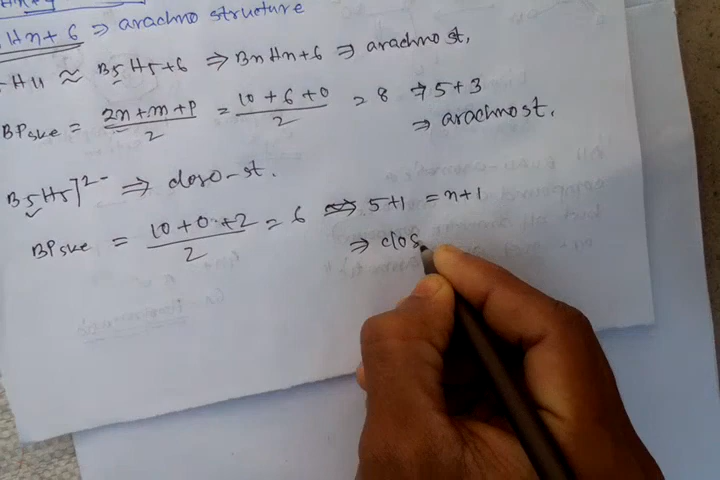 Hn+6 ⇒ arachno structure
5H11 ≈ B5H5+6 ⇒ BnHn+6 ⇒ arachno st.
BPske = 2n+m+p/2 = 10+6+0/2 = 8 → 5+3
⇒ arachno st.
B5H5]2- ⇒ closo-st.
BPske = 10+0+2/2 = 6 ⇒ 5+1 = n+1
⇒ clos